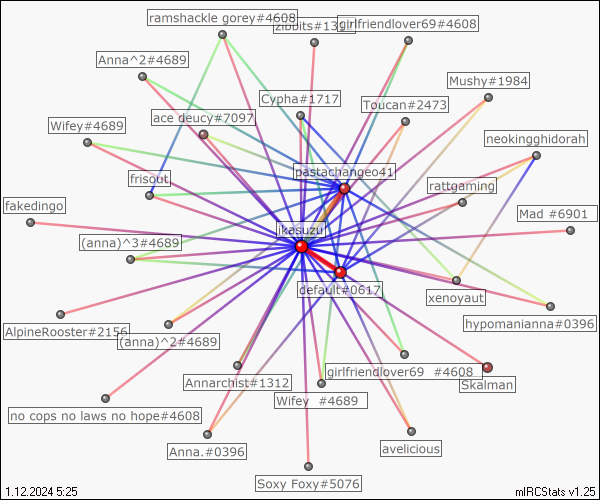 ramshackle gorey#4608
girlfriendlover69#4608
Anna^2#4689
Mushy#1984
Cypha#1717
Toucan#2473
ace deucy#7097
Wifey#4689
neokingghidorah
pastachangeo41
frisout
rattgaming
fakedingo
Mad #6901
jkasuzu
(anna)^3#4689
default#0617
xenoyaut
hypomanianna#0396
AlpineRooster#2156
(anna)^2#4689
girlfriendlover69 #4608
Annarchist#1312
Skalman
Wifey #4689
no cops no laws no hope#4608
Anna.#0396
avelicious
Soxy Foxy#5076
1.12.2024 5:25
mIRCStats v1.25